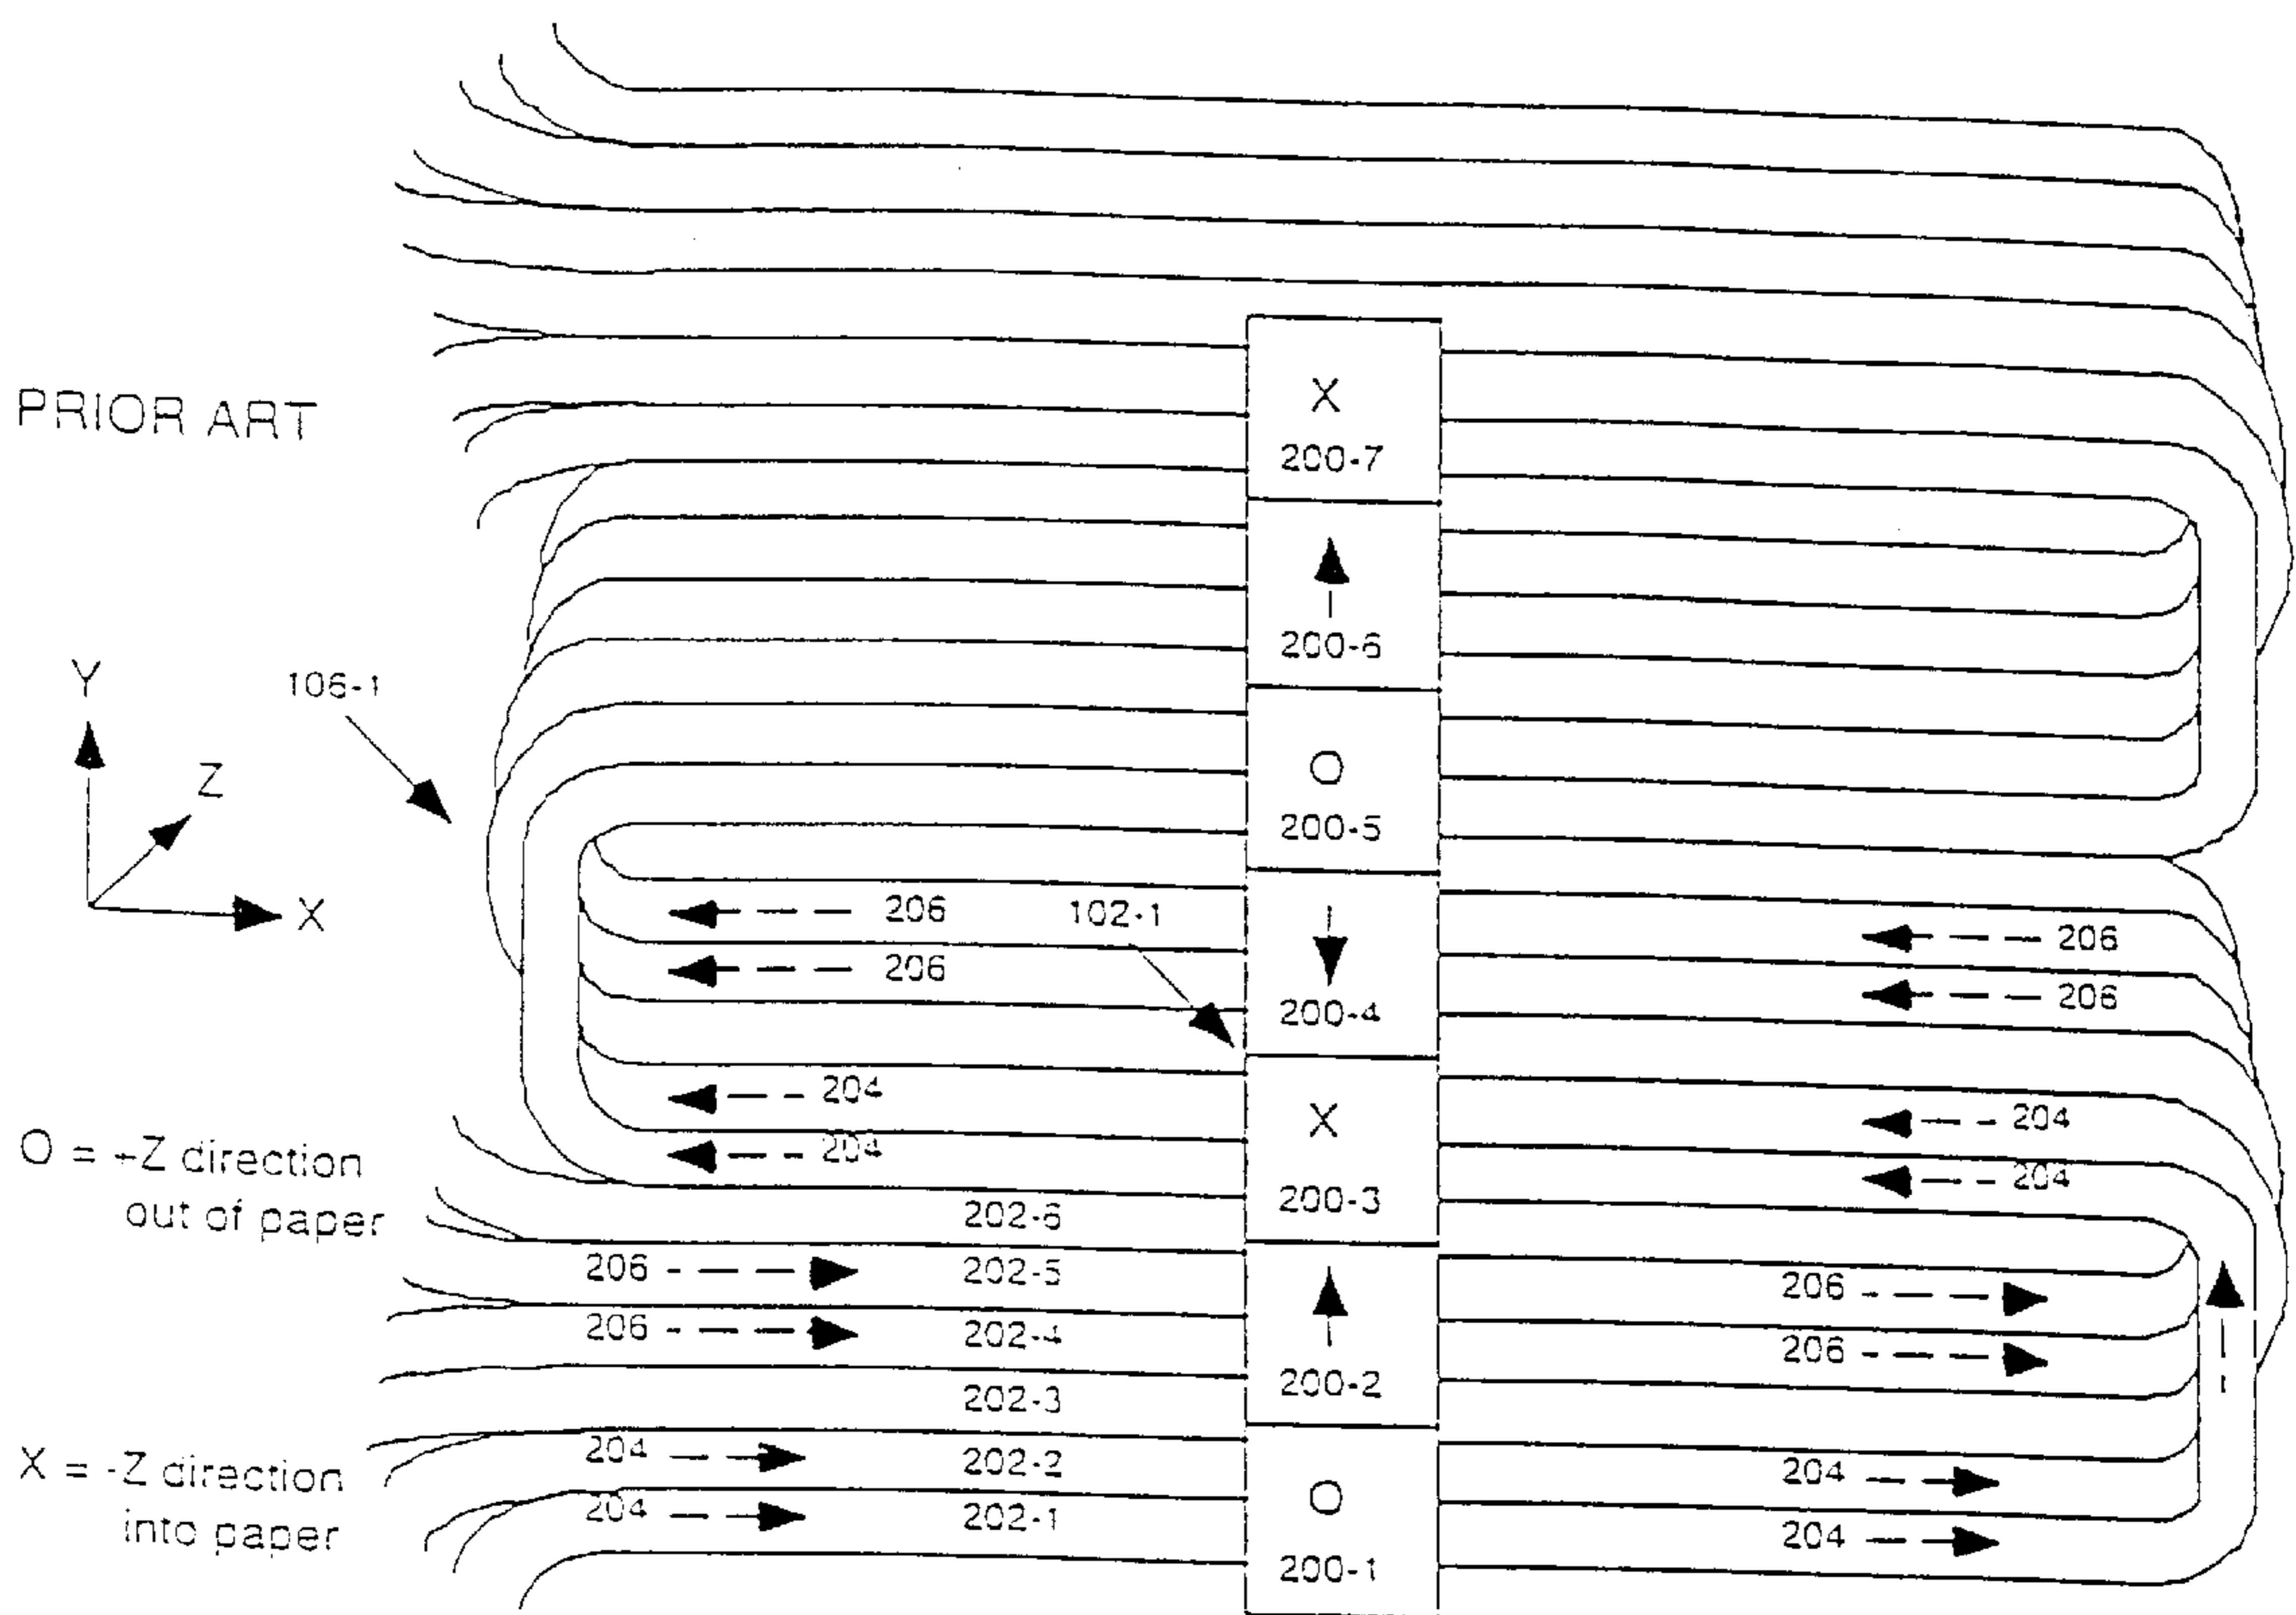 X
200-7
PRIOR ART
200-6
Y
106-1
Z
O
200-5
X
206
102-1
206
206
206
200-4
204
204
X
204
204
200-3
O = +Z direction
out of paper
202-6
206
202-5
206
206
202-4
206
200-2
202-3
X = -Z direction
into paper
204
202-2
204
O
204
202-1
204
200-1